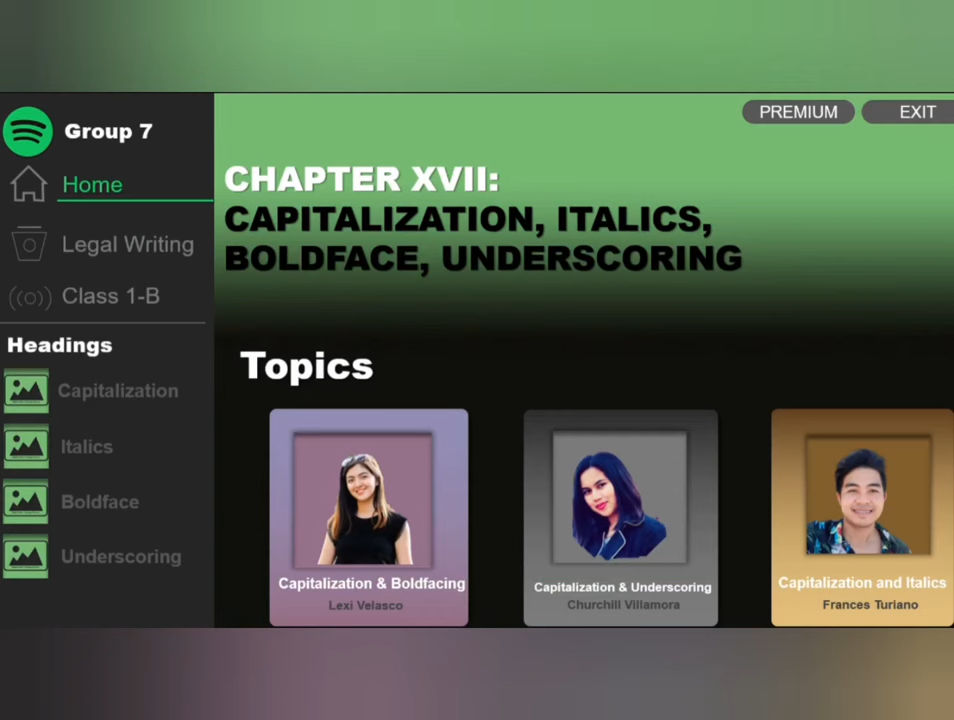 Group 7
Home
Legal Writing
Class 1-B
Headings
Capitalization
Italics
Boldface
Underscoring
PREMIUM
EXIT
CHAPTER XVII:
CAPITALIZATION, ITALICS,
BOLDFACE, UNDERSCORING
Topics
Capitalization & Boldfacing
Lexi Velasco
Capitalization & Underscoring
Churchill Villamora
Capitalization and Italics
Frances Turiano